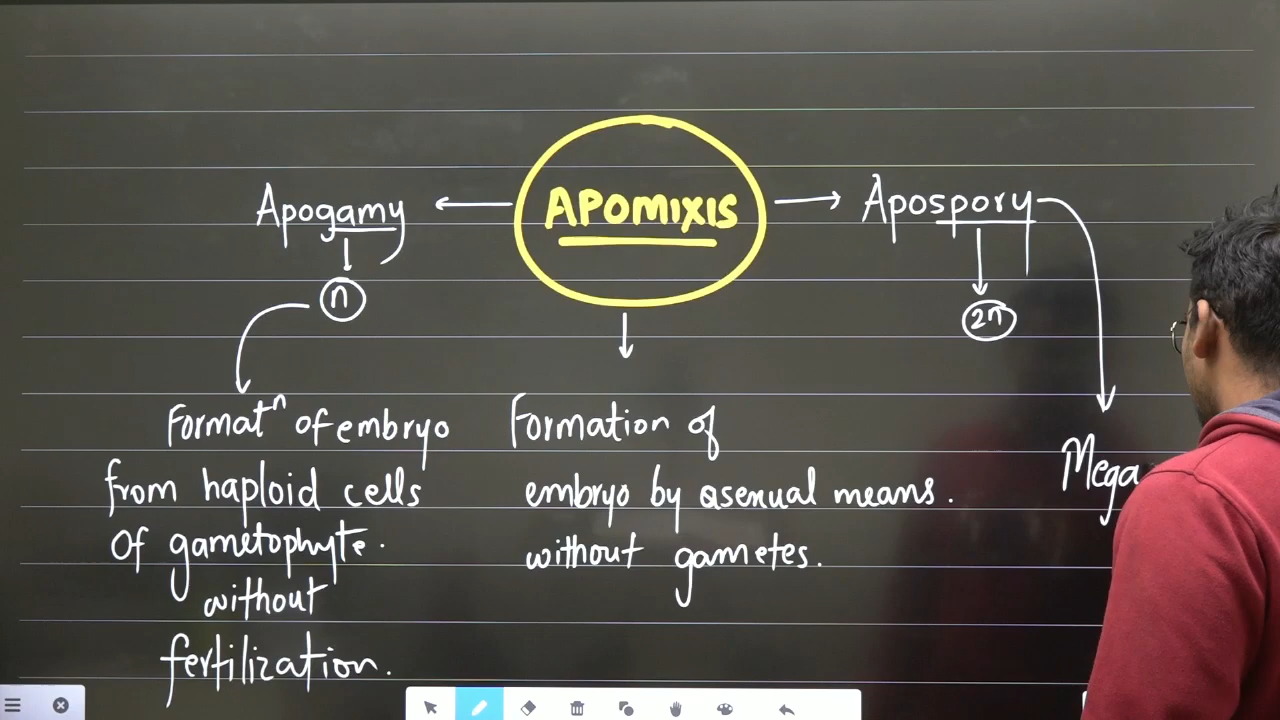 APOMIXIS
Apogamy
Apospory
n
2n
Formatⁿ of embryo
from haploid cells
of gametophyte.
without
fertilization.
Formation of
embryo by asexual means.
without gametes.
Mega